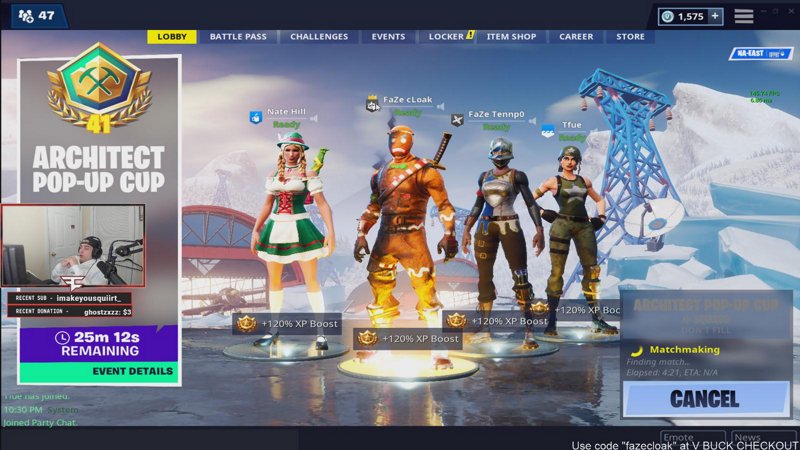 47
1,575
LOBBY
BATTLE PASS
CHALLENGES
EVENTS
LOCKER
ITEM SHOP
CAREER
STORE
NA-EAST
41
ARCHITECT
POP-UP CUP
Nate Hill
Ready
FaZe cLoak
Ready
FaZe Tennp0
Ready
Tfue
Ready
RECENT SUB - imakeyousquiirt_
RECENT DONATION - ghostzxzz: $3
25m 12s
REMAINING
EVENT DETAILS
+120% XP Boost
+120% XP Boost
+120% XP Boost
ARCHITECT POP-UP CUP
DON'T FILL
Matchmaking
Finding match..
Elapsed: 4:21, ETA: N/A
CANCEL
Tfue has joined.
10:30 PM System
Joined Party Chat.
Emote
News
Use code "fazecloak" at V BUCK CHECKOUT